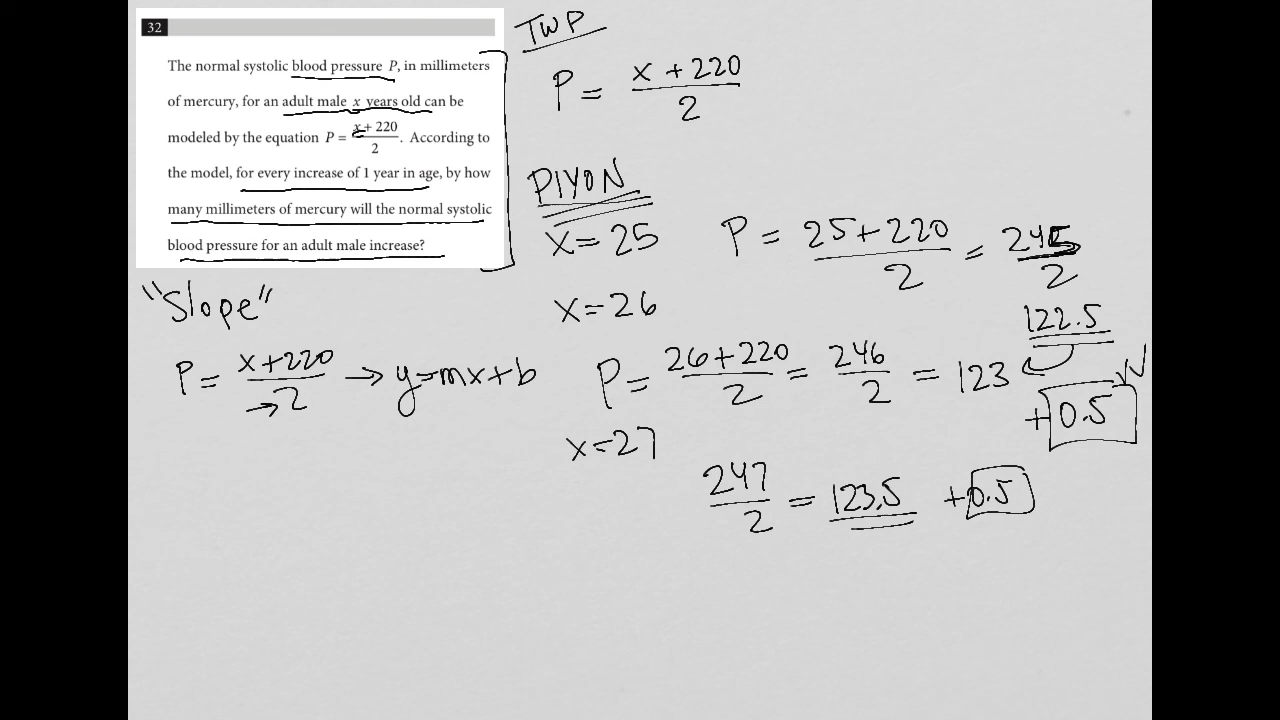 32
The normal systolic blood pressure P, in millimeters
of mercury, for an adult male x years old can be
modeled by the equation P = x + 220 / 2. According to
the model, for every increase of 1 year in age, by how
many millimeters of mercury will the normal systolic
blood pressure for an adult male increase?
"Slope"
P = x + 220 / 2 → y = mx + b
TWP
P = x + 220 / 2
PIYON
x = 25 P = 25 + 220 / 2 = 245 / 2
122.5
x = 26
P = 26 + 220 / 2 = 246 / 2 = 123
+ 0.5
x = 27
247 / 2 = 123.5 + 0.5